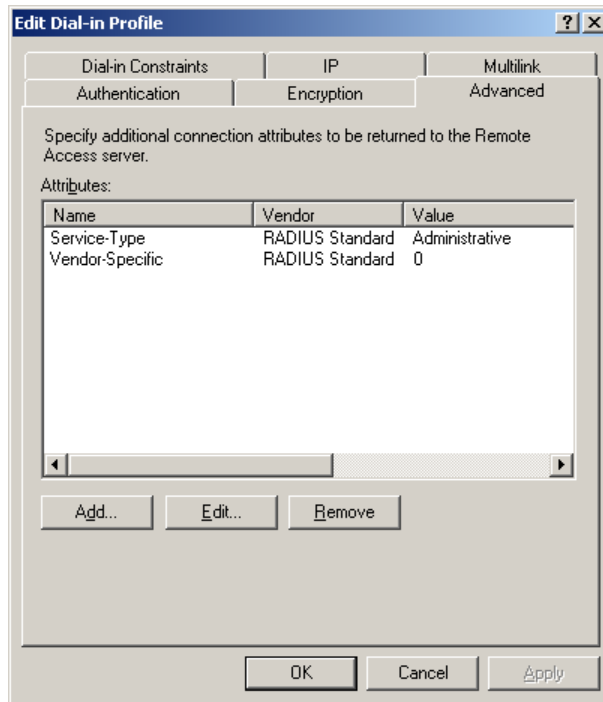 Edit Dial-in Profile
Dial-in Constraints IP Multilink
Authentication Encryption Advanced
Specify additional connection attributes to be returned to the Remote
Access server.
Attributes:
Name Vendor Value
Service-Type RADIUS Standard Administrative
Vendor-Specific RADIUS Standard 0
Add... Edit... Remove
OK Cancel Apply